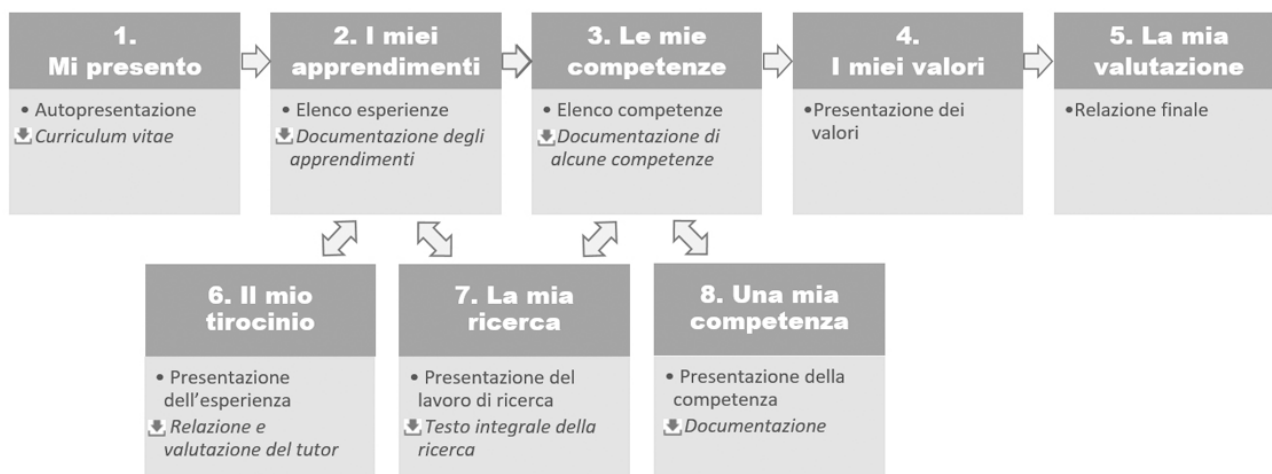 1.
Mi presento
• Autopresentazione
Curriculum vitae
2. I miei
apprendimenti
• Elenco esperienze
Documentazione degli
apprendimenti
3. Le mie
competenze
• Elenco competenze
Documentazione di
alcune competenze
4.
I miei valori
•Presentazione dei
valori
5. La mia
valutazione
•Relazione finale
6. Il mio
tirocinio
• Presentazione
dell'esperienza
Relazione e
valutazione del tutor
7. La mia
ricerca
• Presentazione del
lavoro di ricerca
Testo integrale della
ricerca
8. Una mia
competenza
• Presentazione della
competenza
Documentazione